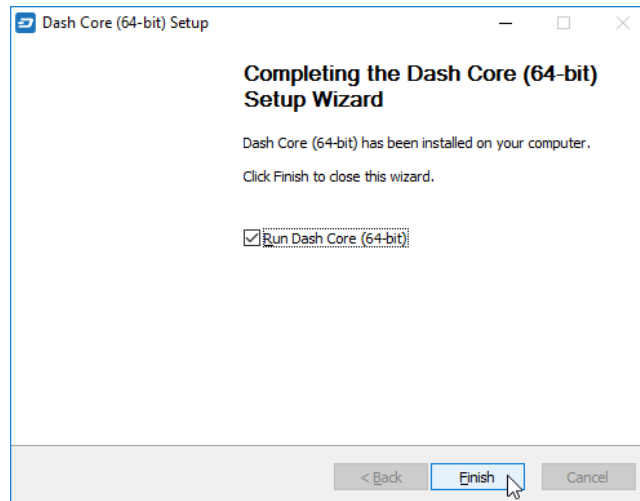 Dash Core (64-bit) Setup
Completing the Dash Core (64-bit)
Setup Wizard
Dash Core (64-bit) has been installed on your computer.
Click Finish to close this wizard.
Run Dash Core (64-bit)
< Back Finish Cancel